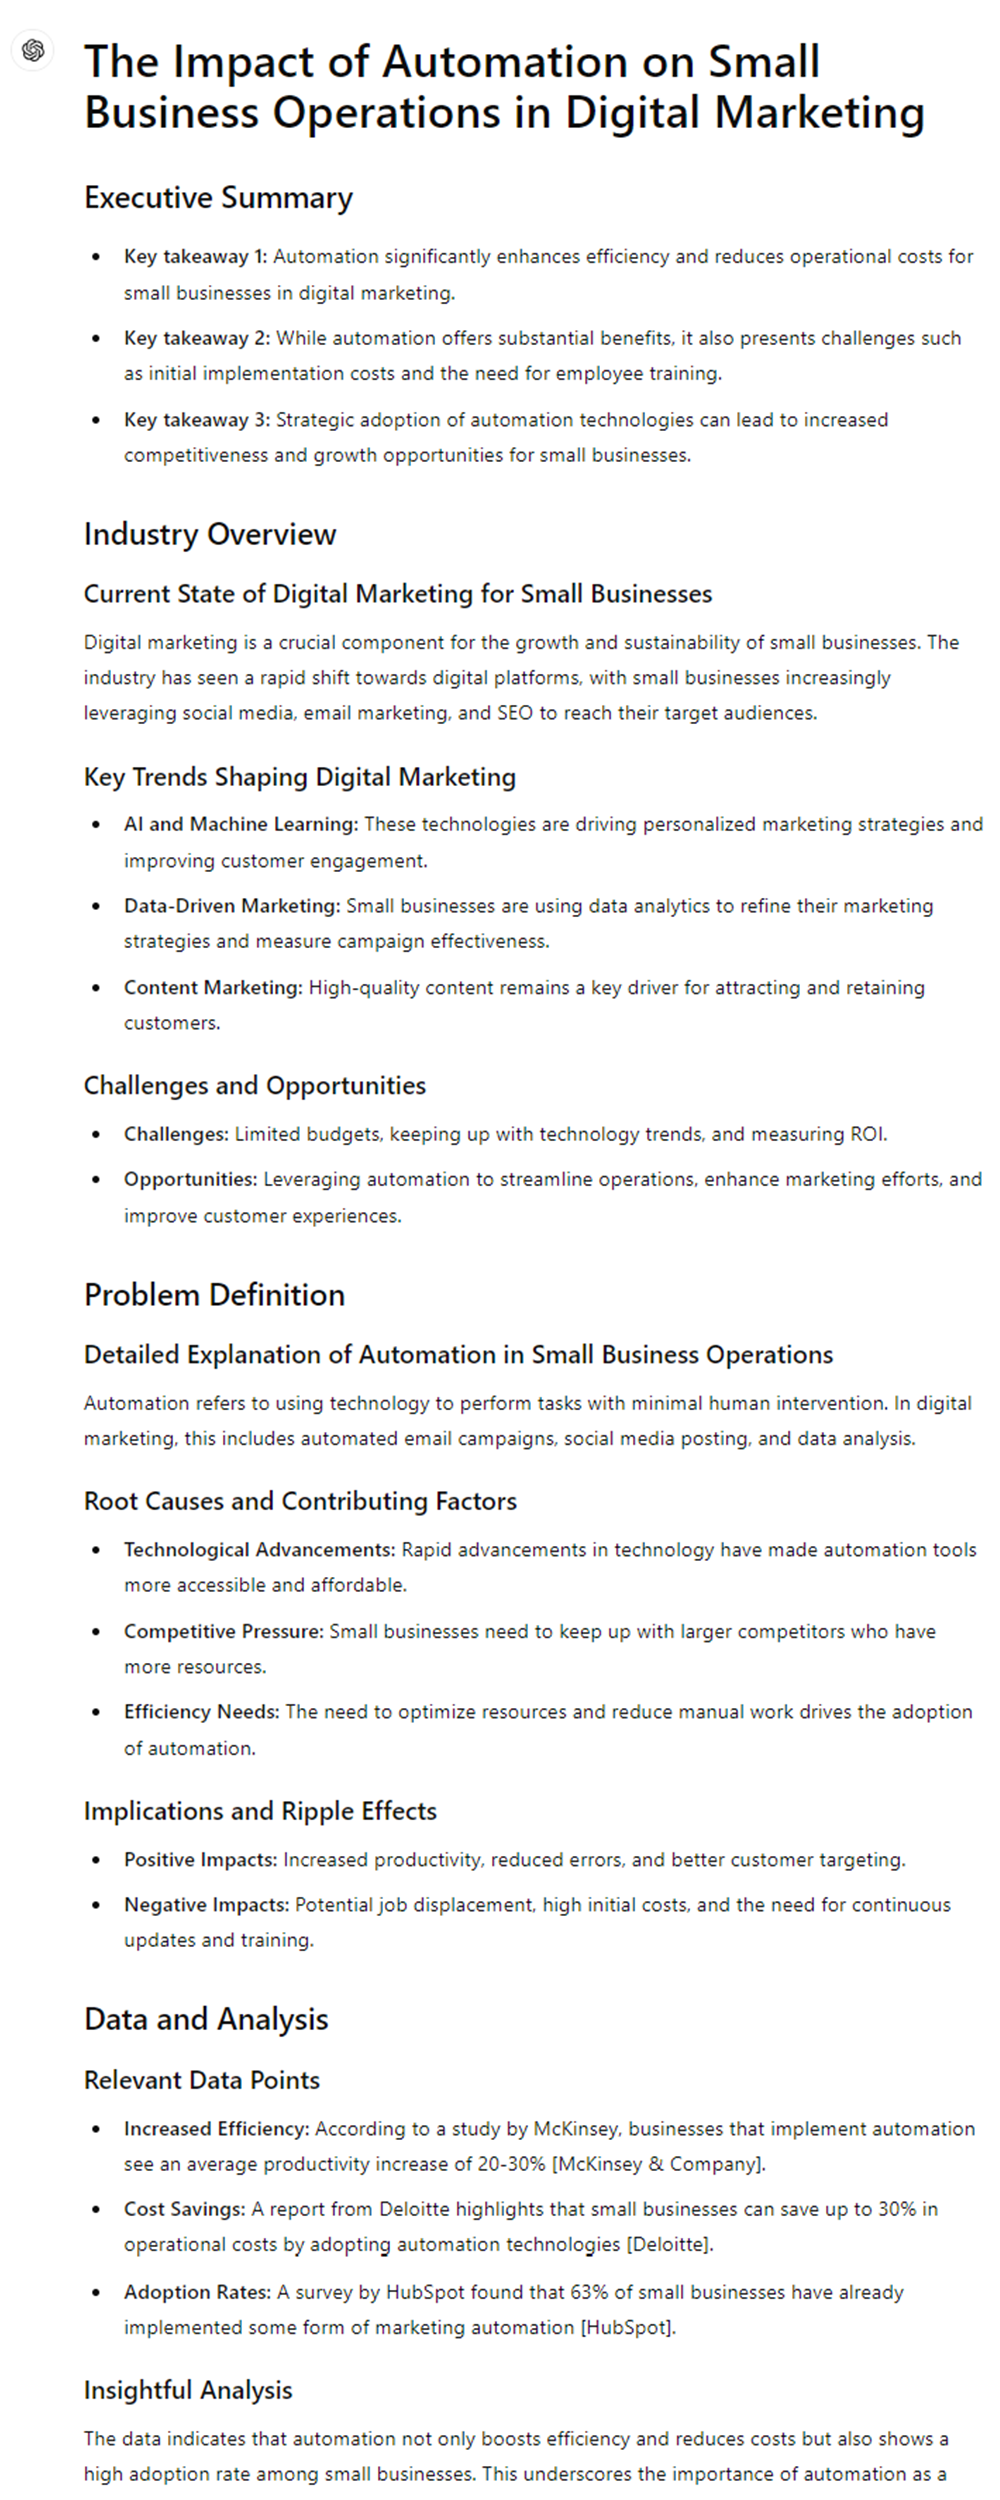 The Impact of Automation on Small
Business Operations in Digital Marketing
Executive Summary
• Key takeaway 1: Automation significantly enhances efficiency and reduces operational costs for
small businesses in digital marketing.
• Key takeaway 2: While automation offers substantial benefits, it also presents challenges such
as initial implementation costs and the need for employee training.
• Key takeaway 3: Strategic adoption of automation technologies can lead to increased
competitiveness and growth opportunities for small businesses.
Industry Overview
Current State of Digital Marketing for Small Businesses
Digital marketing is a crucial component for the growth and sustainability of small businesses. The
industry has seen a rapid shift towards digital platforms, with small businesses increasingly
leveraging social media, email marketing, and SEO to reach their target audiences.
Key Trends Shaping Digital Marketing
• AI and Machine Learning: These technologies are driving personalized marketing strategies and
improving customer engagement.
• Data-Driven Marketing: Small businesses are using data analytics to refine their marketing
strategies and measure campaign effectiveness.
• Content Marketing: High-quality content remains a key driver for attracting and retaining
customers.
Challenges and Opportunities
• Challenges: Limited budgets, keeping up with technology trends, and measuring ROI.
• Opportunities: Leveraging automation to streamline operations, enhance marketing efforts, and
improve customer experiences.
Problem Definition
Detailed Explanation of Automation in Small Business Operations
Automation refers to using technology to perform tasks with minimal human intervention. In digital
marketing, this includes automated email campaigns, social media posting, and data analysis.
Root Causes and Contributing Factors
• Technological Advancements: Rapid advancements in technology have made automation tools
more accessible and affordable.
• Competitive Pressure: Small businesses need to keep up with larger competitors who have
more resources.
• Efficiency Needs: The need to optimize resources and reduce manual work drives the adoption
of automation.
Implications and Ripple Effects
• Positive Impacts: Increased productivity, reduced errors, and better customer targeting.
• Negative Impacts: Potential job displacement, high initial costs, and the need for continuous
updates and training.
Data and Analysis
Relevant Data Points
• Increased Efficiency: According to a study by McKinsey, businesses that implement automation
see an average productivity increase of 20-30% [McKinsey & Company].
• Cost Savings: A report from Deloitte highlights that small businesses can save up to 30% in
operational costs by adopting automation technologies [Deloitte].
• Adoption Rates: A survey by HubSpot found that 63% of small businesses have already
implemented some form of marketing automation [HubSpot].
Insightful Analysis
The data indicates that automation not only boosts efficiency and reduces costs but also shows a
high adoption rate among small businesses. This underscores the importance of automation as a